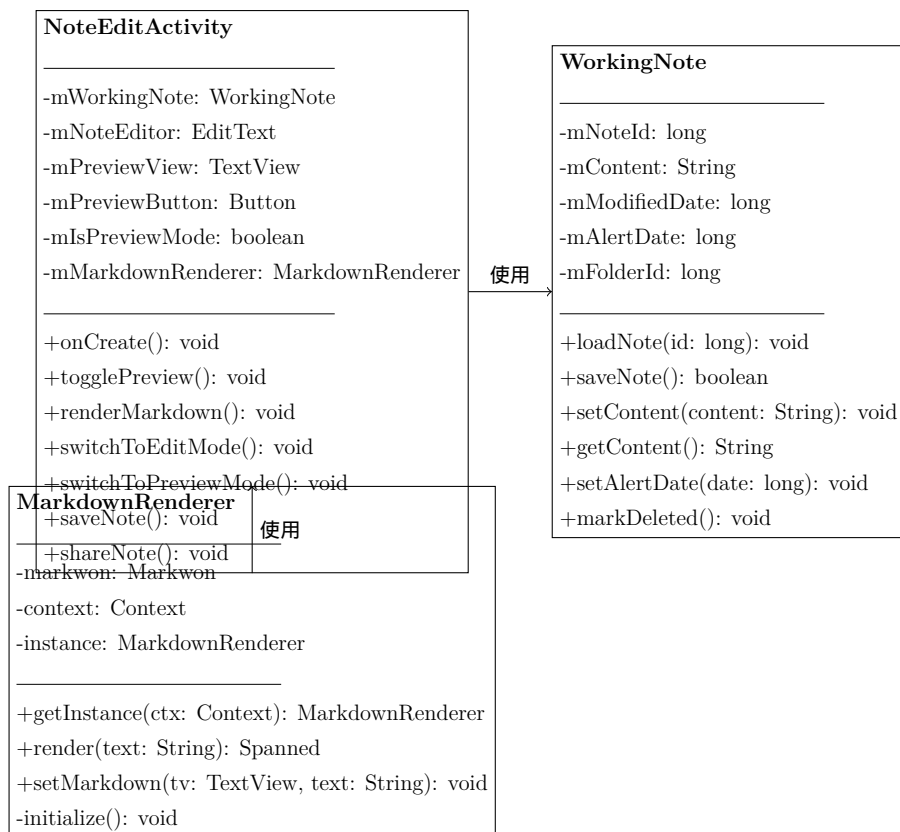 NoteEditActivity
-mWorkingNote: WorkingNote
-mNoteEditor: EditText
-mPreviewView: TextView
-mPreviewButton: Button
-mIsPreviewMode: boolean
-mMarkdownRenderer: MarkdownRenderer
+onCreate(): void
+togglePreview(): void
+renderMarkdown(): void
+switchToEditMode(): void
+switchToPreviewMode(): void
+saveNote(): void
+shareNote(): void
使用
WorkingNote
-mNoteId: long
-mContent: String
-mModifiedDate: long
-mAlertDate: long
-mFolderId: long
+loadNote(id: long): void
+saveNote(): boolean
+setContent(content: String): void
+getContent(): String
+setAlertDate(date: long): void
+markDeleted(): void
使用
MarkdownRenderer
-markwon: Markwon
-context: Context
-instance: MarkdownRenderer
+getInstance(ctx: Context): MarkdownRenderer
+render(text: String): Spanned
+setMarkdown(tv: TextView, text: String): void
-initialize(): void